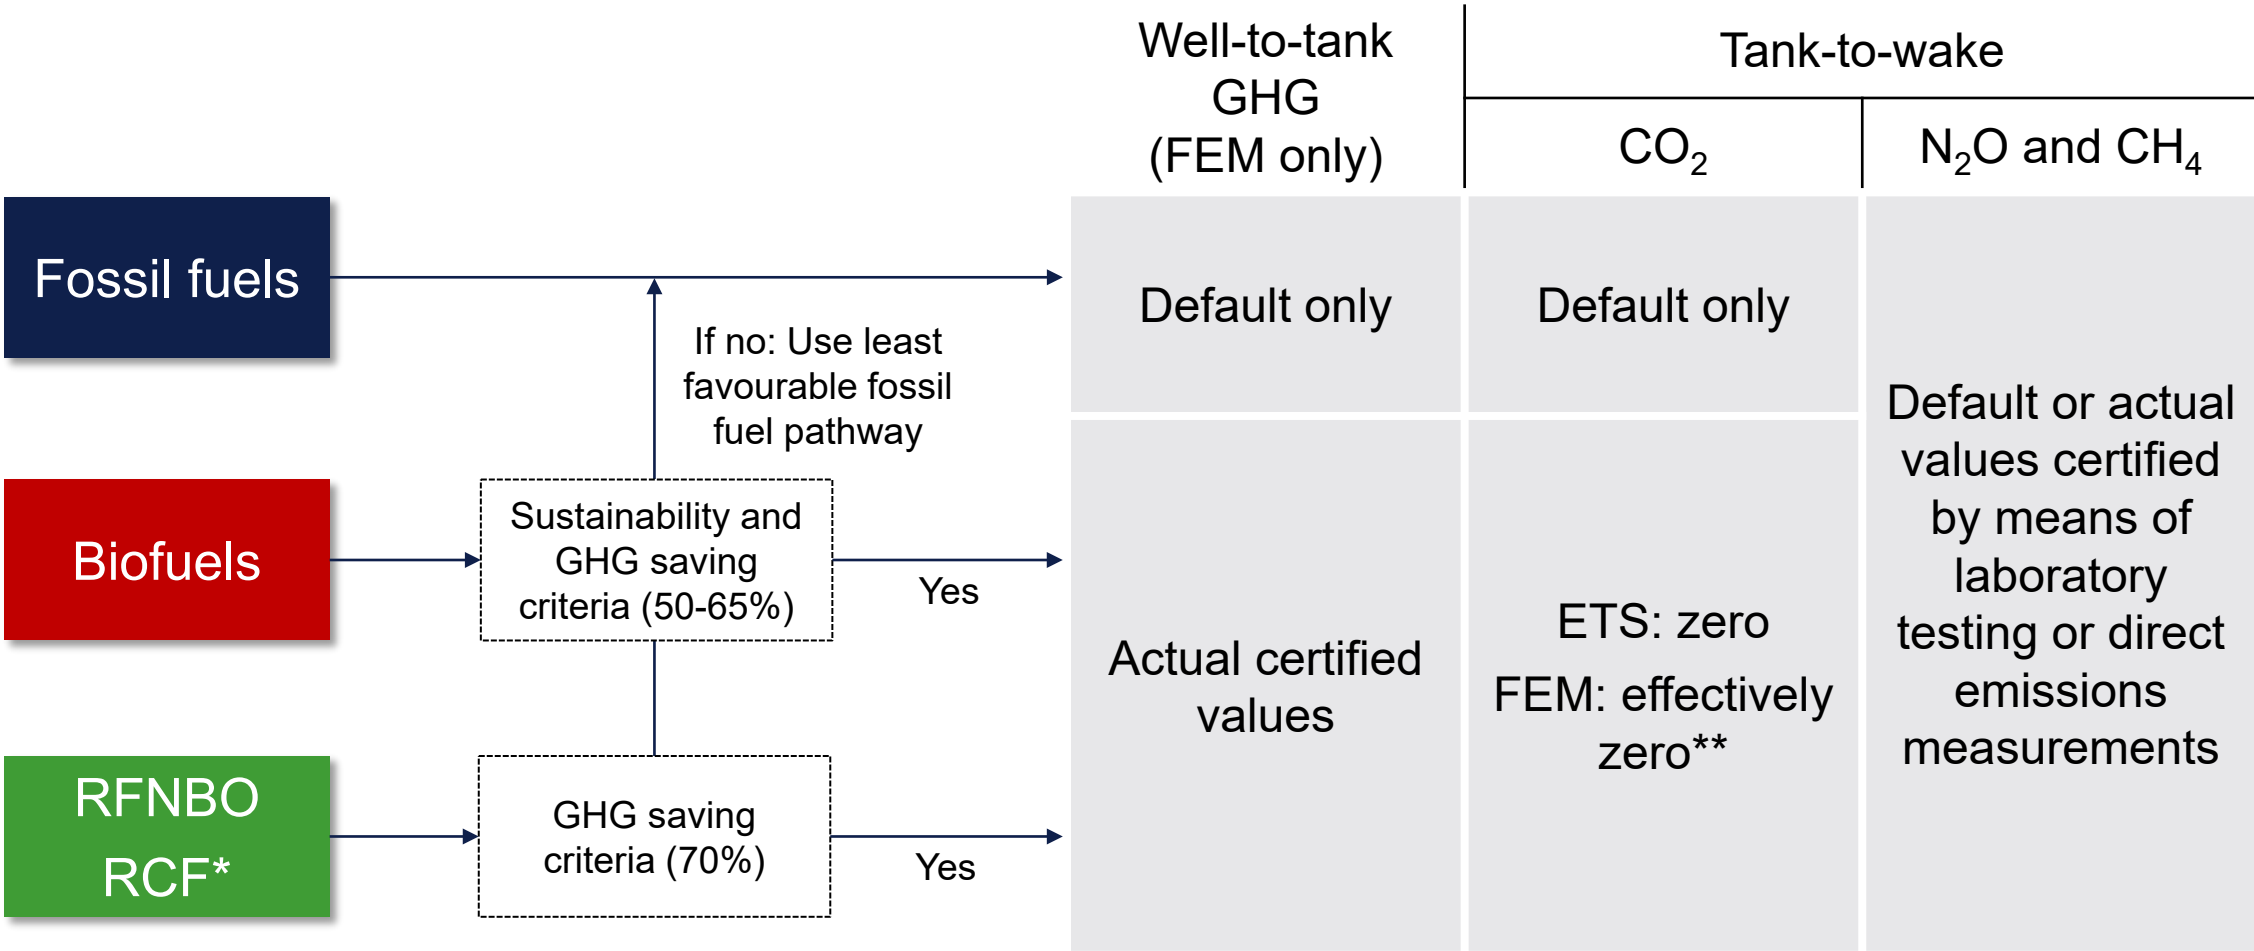 Well-to-tank
GHG
(FEM only)
Tank-to-wake
CO₂
N₂O and CH₄
Fossil fuels
Default only
Default only
If no: Use least
favourable fossil
fuel pathway
Default or actual
values certified
by means of
laboratory
testing or direct
emissions
measurements
Biofuels
Sustainability and
GHG saving
criteria (50-65%)
Yes
Actual certified
values
ETS: zero
FEM: effectively
zero**
RFNBO
RCF*
GHG saving
criteria (70%)
Yes